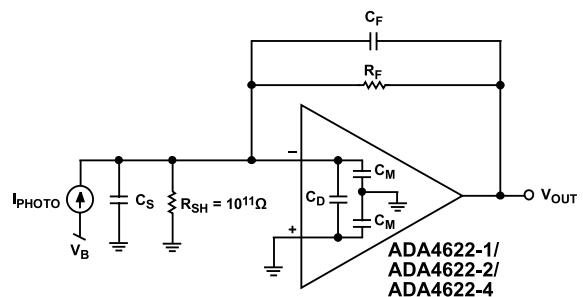 CF
RF
−
CM
IPHOTO
CS
RSH = 10¹¹Ω
CD
VOUT
CM
+
VB
ADA4622-1/
ADA4622-2/
ADA4622-4